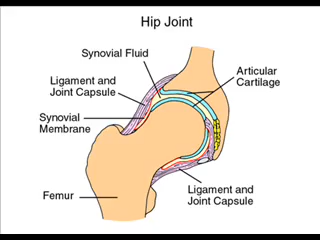 Hip Joint
Synovial Fluid
Ligament and
Joint Capsule
Articular
Cartilage
Synovial
Membrane
Femur
Ligament and
Joint Capsule